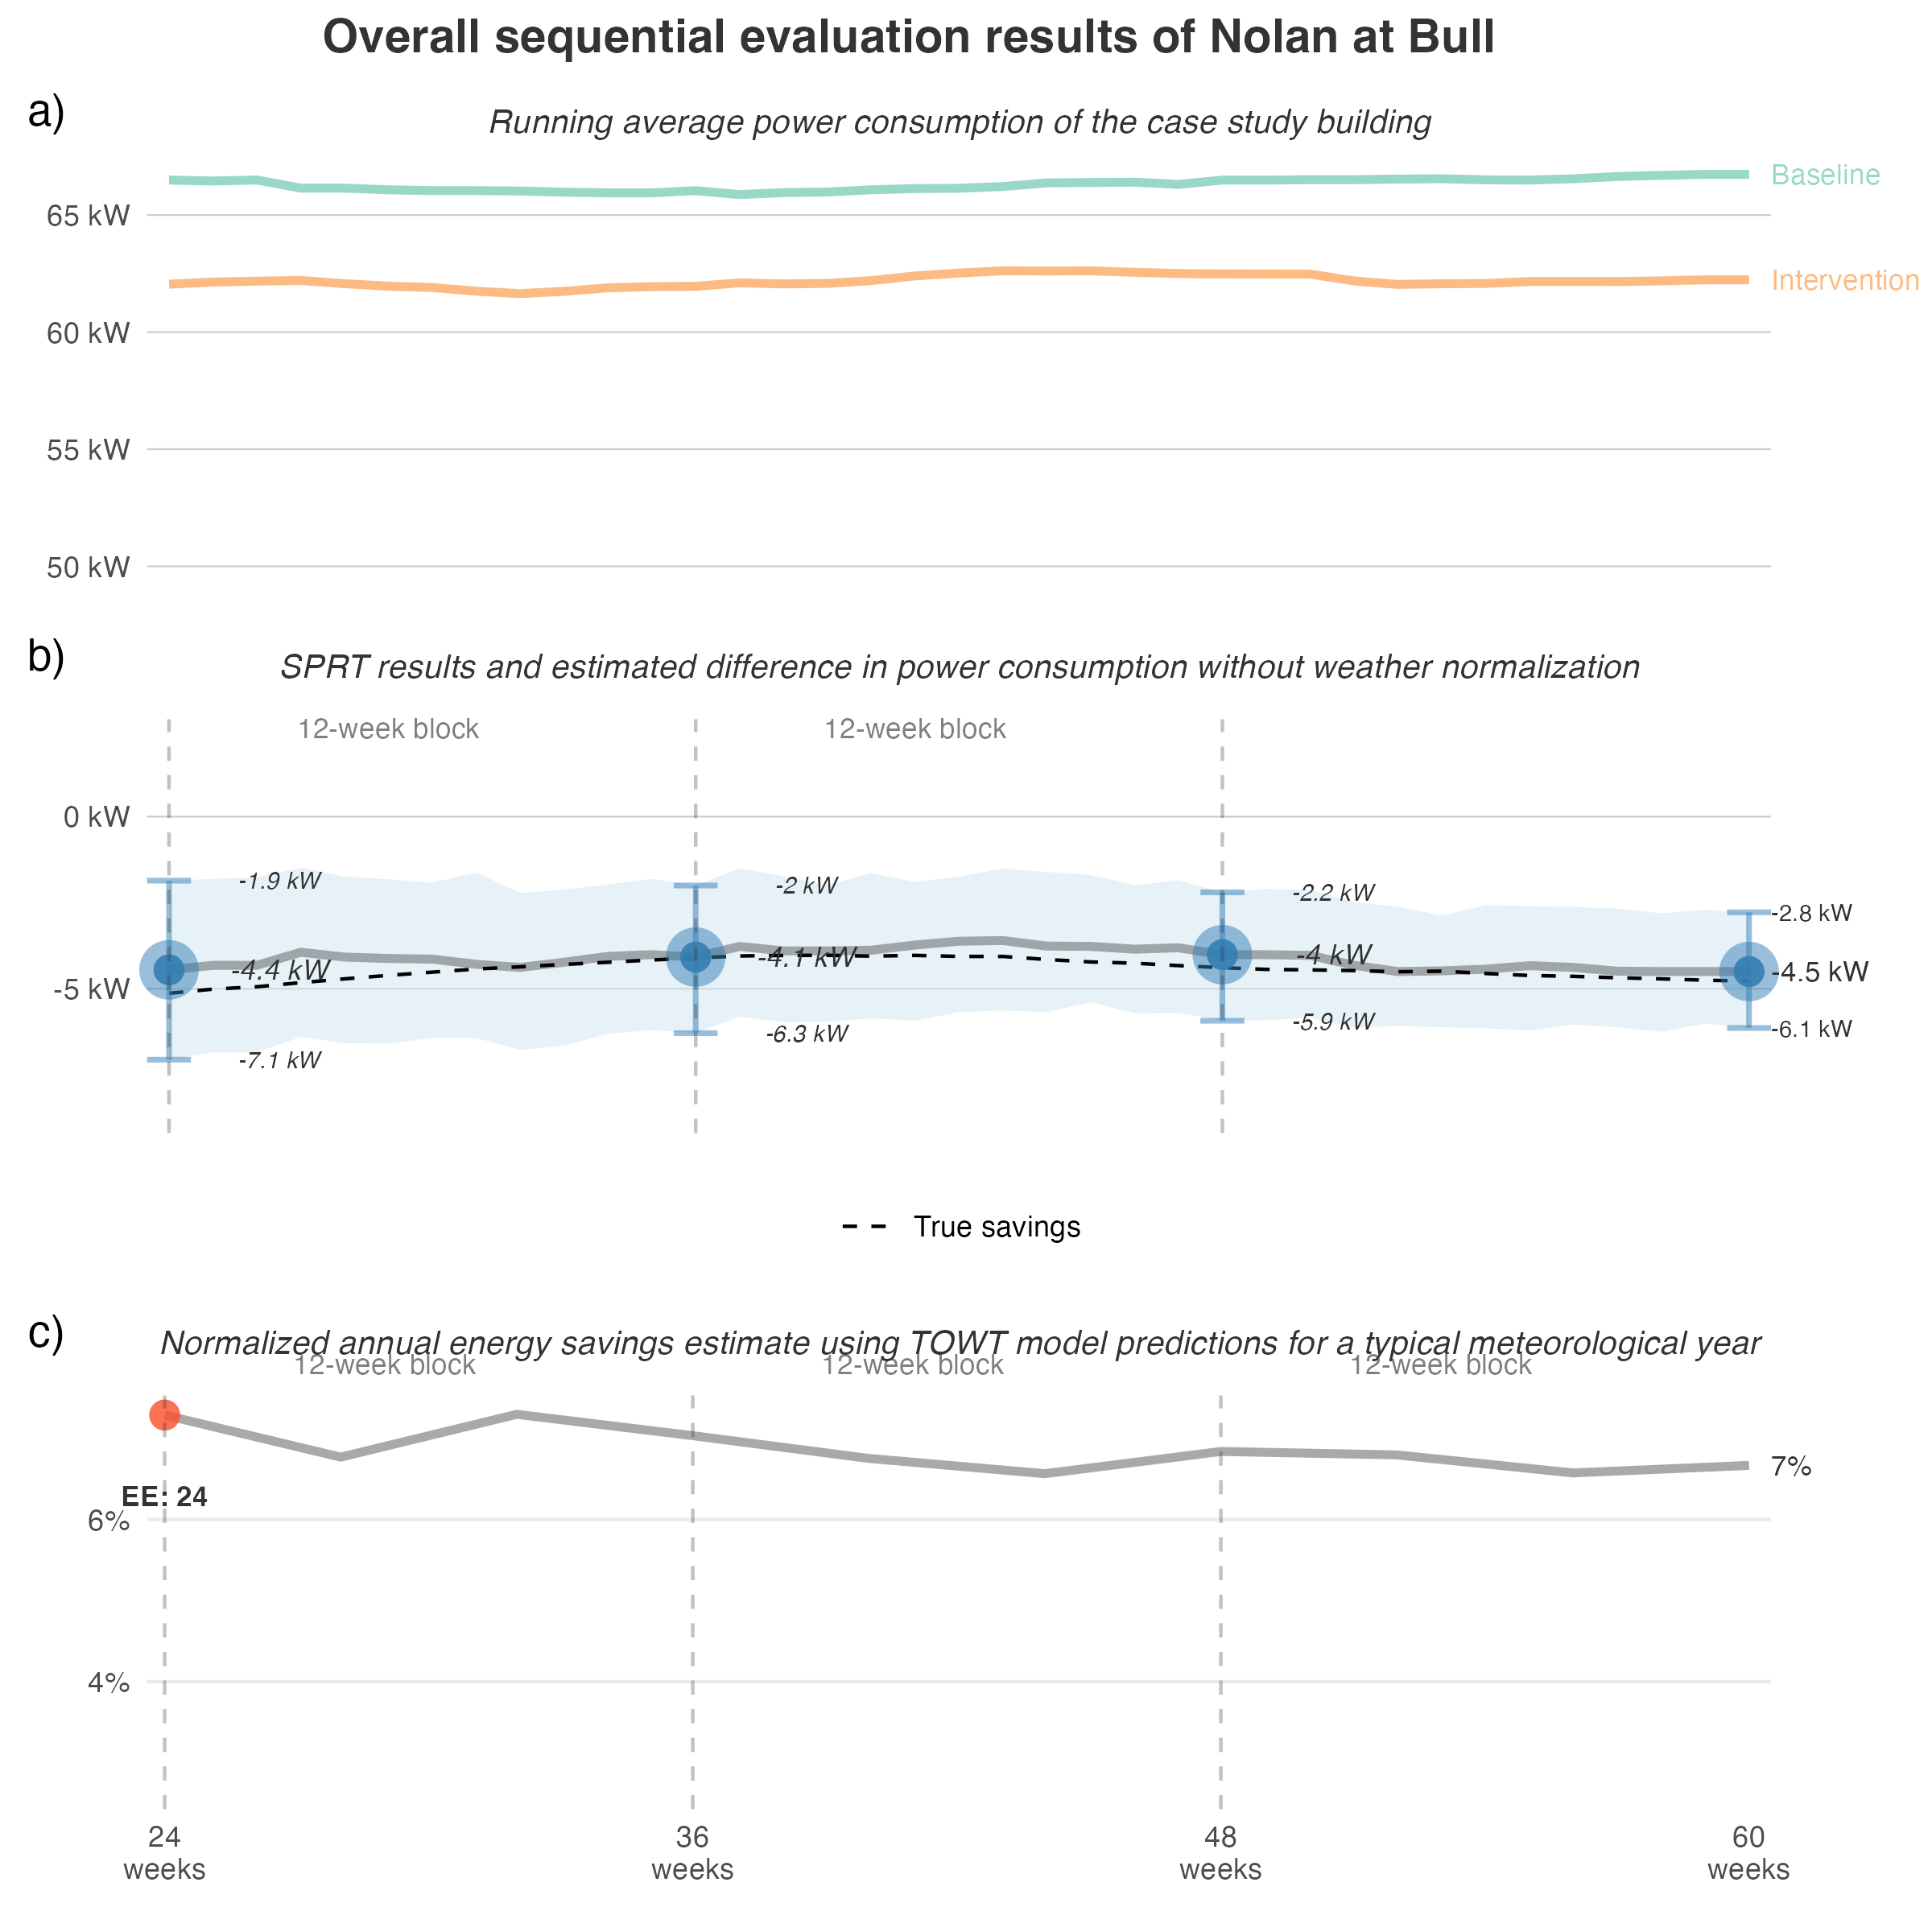 Overall sequential evaluation results of Nolan at Bull
a)
Running average power consumption of the case study building
Baseline
65 kW
Intervention
60 kW
55 kW
50 kW
b)
SPRT results and estimated difference in power consumption without weather normalization
12-week block
12-week block
0 kW
-1.9 kW
-2 kW
-2.2 kW
-2.8 kW
-4.4 kW
-4.1 kW
-4 kW
-4.5 kW
-5 kW
-7.1 kW
-6.3 kW
-5.9 kW
-6.1 kW
True savings
c)
Normalized annual energy savings estimate using TOWT model predictions for a typical meteorological year
12-week block
12-week block
12-week block
7%
EE: 24
6%
4%
24
weeks
36
weeks
48
weeks
60
weeks